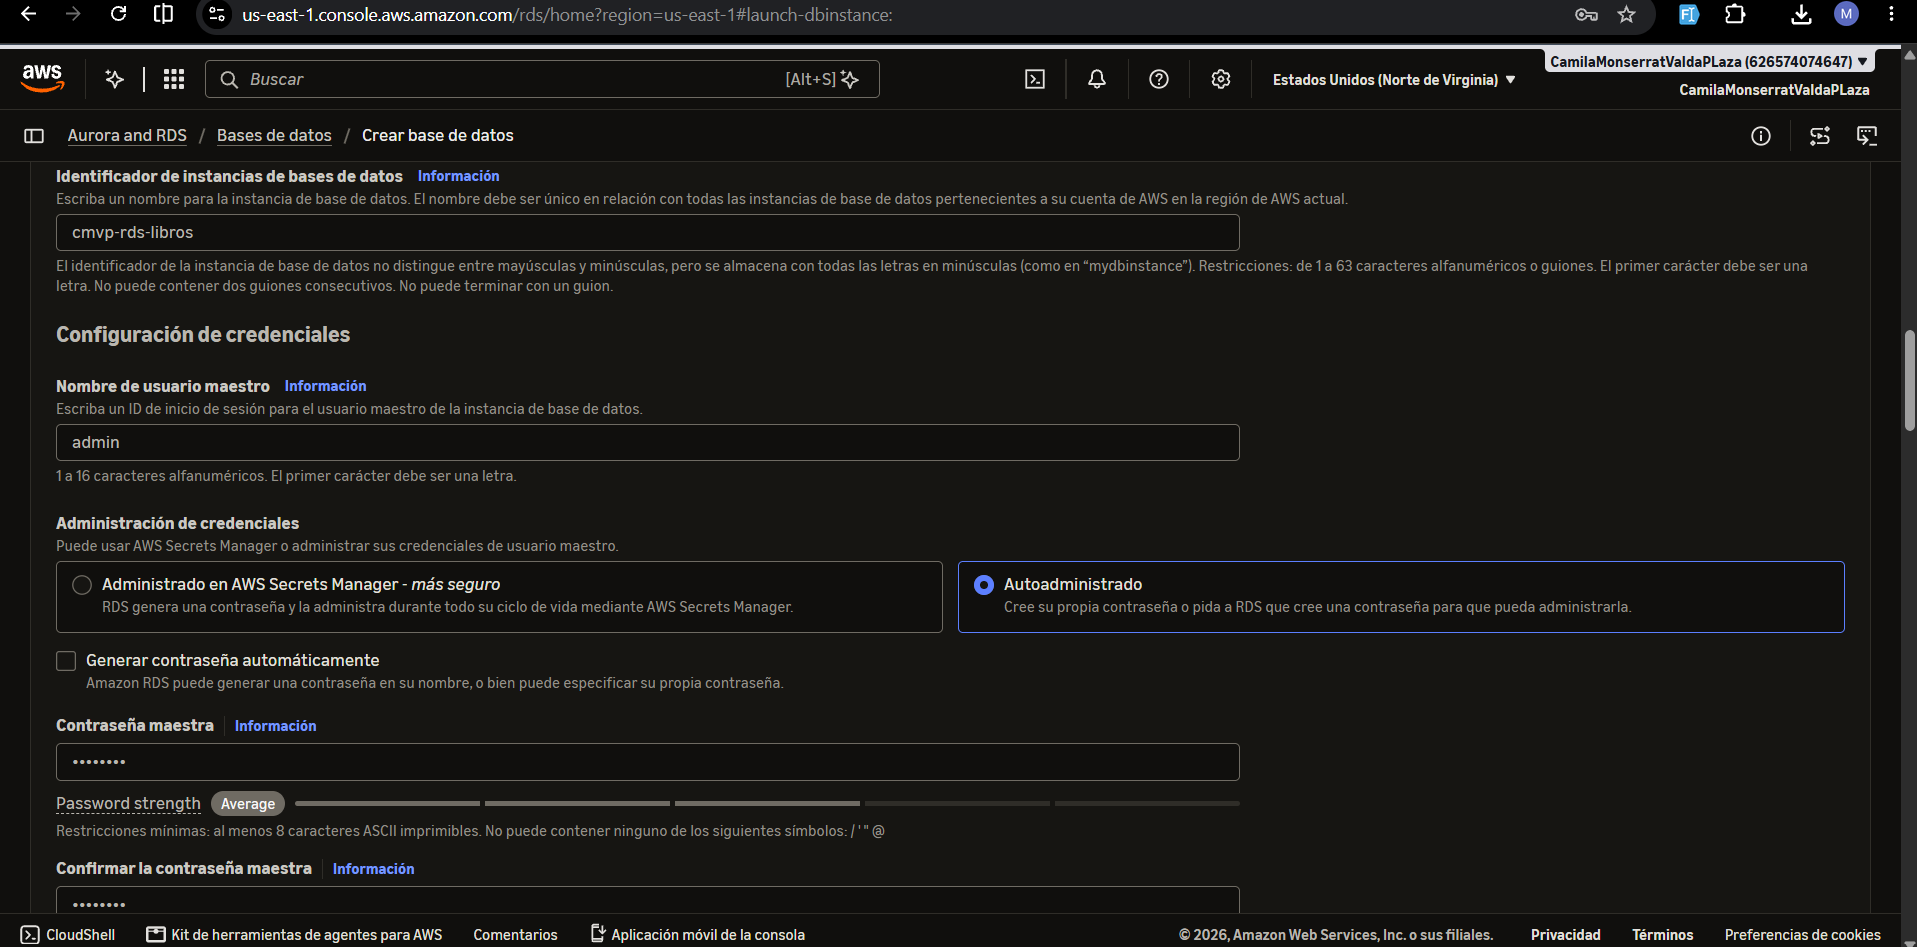 us-east-1.console.aws.amazon.com/rds/home?region=us-east-1#launch-dbinstance:
M
aws
Buscar
[Alt+S]
Estados Unidos (Norte de Virginia)
CamilaMonserratValdaPLaza (626574074647)
CamilaMonserratValdaPLaza
Aurora and RDS / Bases de datos / Crear base de datos
Identificador de instancias de bases de datos Información
Escriba un nombre para la instancia de base de datos. El nombre debe ser único en relación con todas las instancias de base de datos pertenecientes a su cuenta de AWS en la región de AWS actual.
cmvp-rds-libros
El identificador de la instancia de base de datos no distingue entre mayúsculas y minúsculas, pero se almacena con todas las letras en minúsculas (como en “mydbinstance”). Restricciones: de 1 a 63 caracteres alfanuméricos o guiones. El primer carácter debe ser una
letra. No puede contener dos guiones consecutivos. No puede terminar con un guion.
Configuración de credenciales
Nombre de usuario maestro Información
Escriba un ID de inicio de sesión para el usuario maestro de la instancia de base de datos.
admin
1 a 16 caracteres alfanuméricos. El primer carácter debe ser una letra.
Administración de credenciales
Puede usar AWS Secrets Manager o administrar sus credenciales de usuario maestro.
Administrado en AWS Secrets Manager - más seguro
RDS genera una contraseña y la administra durante todo su ciclo de vida mediante AWS Secrets Manager.
Autoadministrado
Cree su propia contraseña o pida a RDS que cree una contraseña para que pueda administrarla.
Generar contraseña automáticamente
Amazon RDS puede generar una contraseña en su nombre, o bien puede especificar su propia contraseña.
Contraseña maestra Información
••••••••
Password strength Average
Restricciones mínimas: al menos 8 caracteres ASCII imprimibles. No puede contener ninguno de los siguientes símbolos: / ' " @
Confirmar la contraseña maestra Información
••••••••
CloudShell Kit de herramientas de agentes para AWS Comentarios Aplicación móvil de la consola © 2026, Amazon Web Services, Inc. o sus filiales. Privacidad Términos Preferencias de cookies